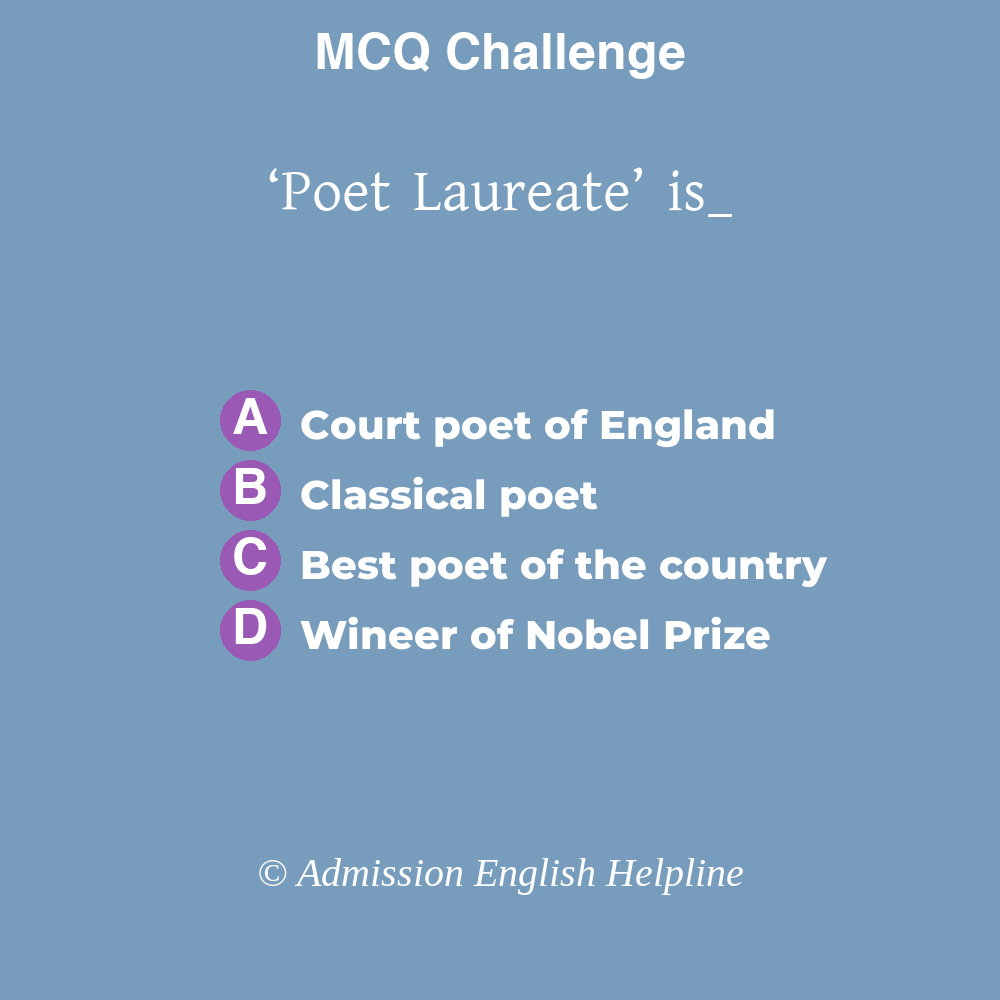 MCQ Challenge
‘Poet Laureate’ is_
A Court poet of England
B Classical poet
C Best poet of the country
D Wineer of Nobel Prize
© Admission English Helpline